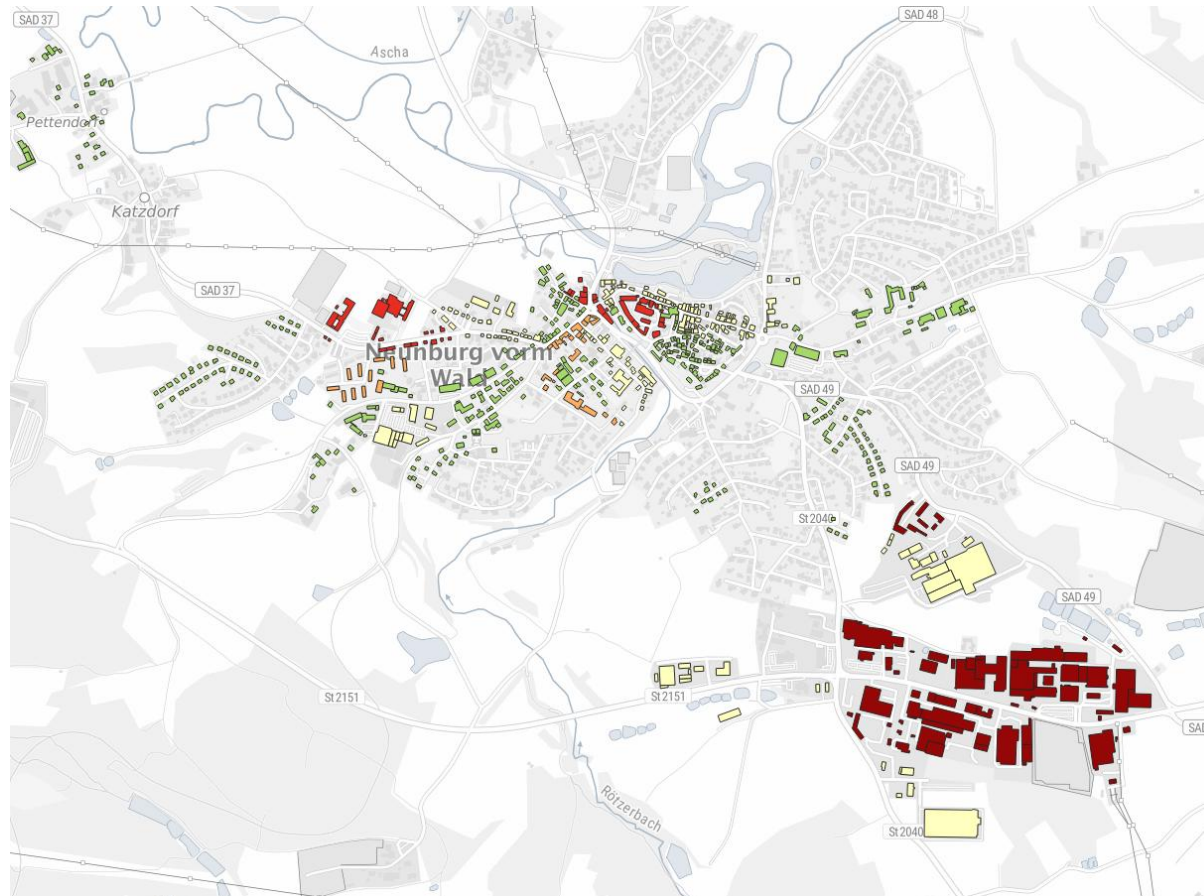 SAD 37
SAD 48
Ascha
Pettendorf
Katzdorf
SAD 37
Neunburg vorm
Wald
SAD 49
SAD 49
St 2040
SAD 49
St 2151
St 2151
SAD
Rötzerbach
St 2040